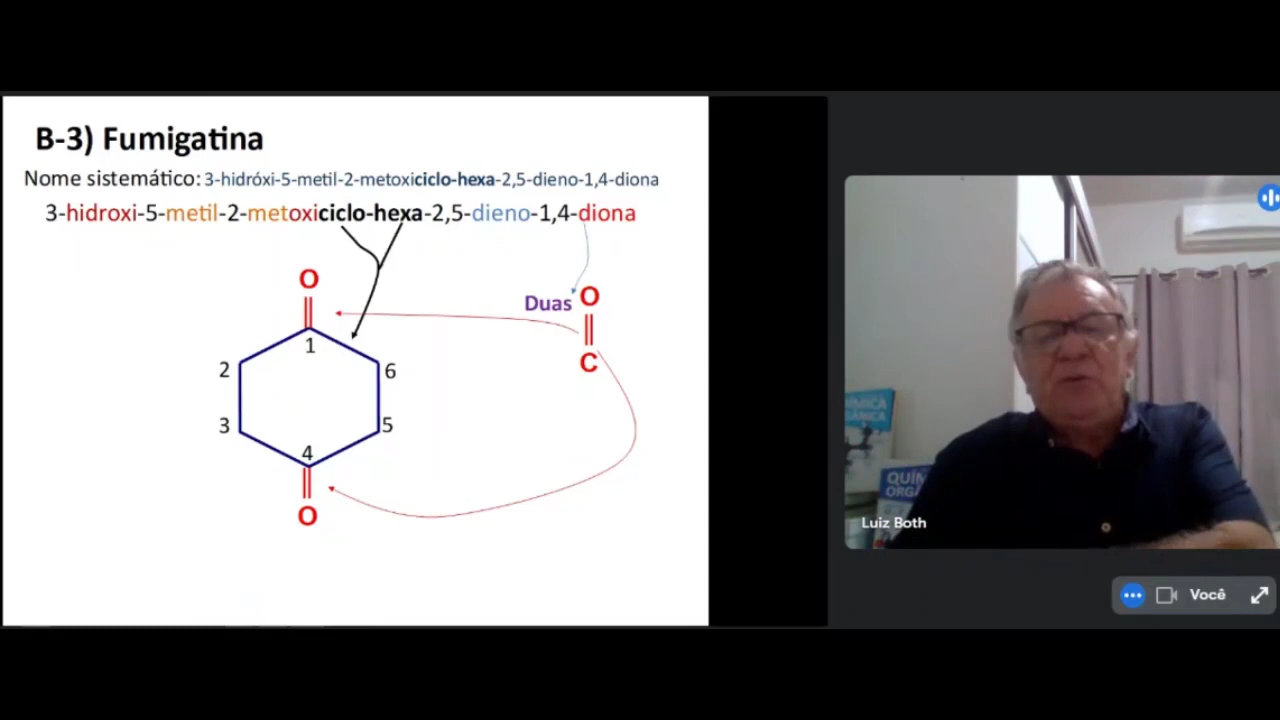 B-3) Fumigatina
Nome sistemático: 3-hidróxi-5-metil-2-metoxiciclo-hexa-2,5-dieno-1,4-diona
3-hidroxi-5-metil-2-metoxiciclo-hexa-2,5-dieno-1,4-diona
O
Duas O
1
C
2
6
3
5
4
O
QUÍM
ORGÂ
Luiz Both
Você